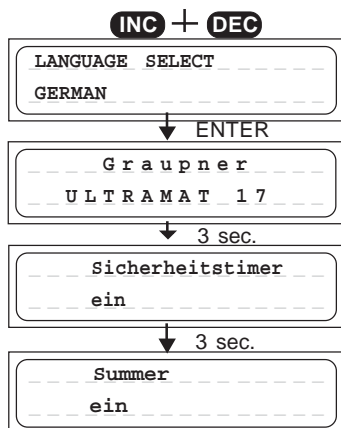 INC + DEC
LANGUAGE SELECT
GERMAN
ENTER
Graupner
ULTRAMAT 17
3 sec.
Sicherheitstimer
ein
3 sec.
Summer
ein